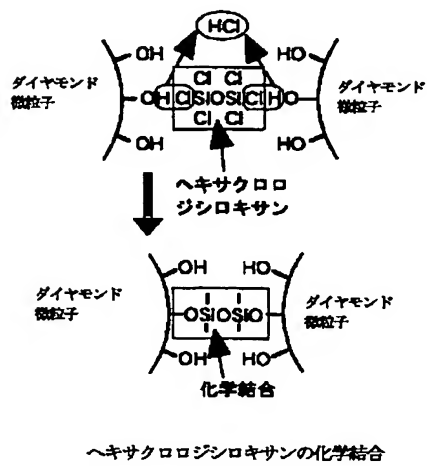 HCl
OH HO
Cl Cl
ダイヤモンド
微粒子
OH Cl SiOSi Cl HO
ダイヤモンド
微粒子
Cl Cl
OH HO
ヘキサクロロ
ジシロキサン
OH HO
ダイヤモンド
微粒子
OSiOSiO
ダイヤモンド
微粒子
OH HO
化学結合
ヘキサクロロジシロキサンの化学結合